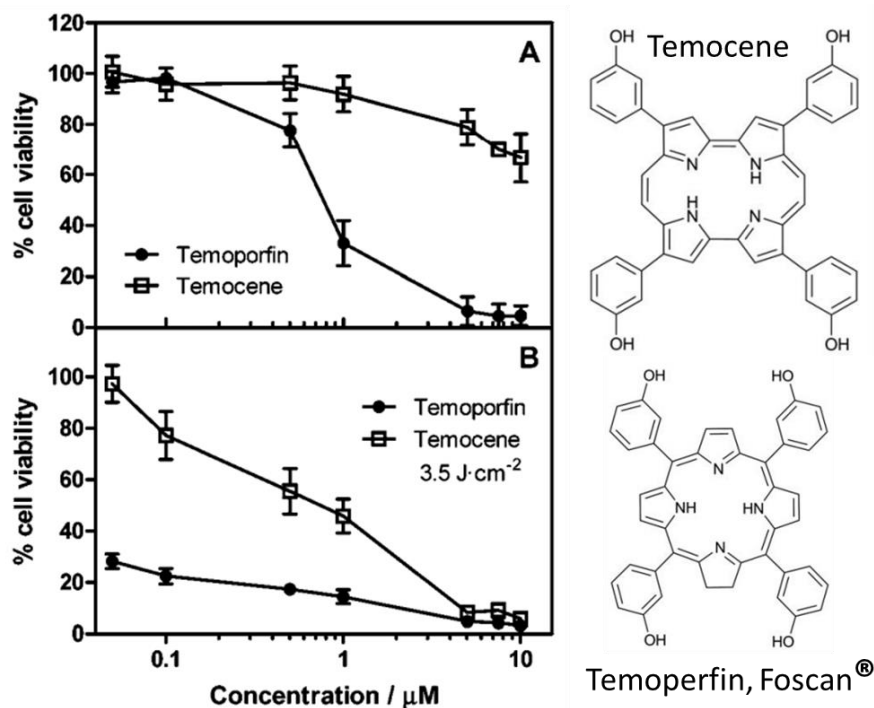 120
100
80
60
40
20
0
% cell viability
A
Temoporfin
Temocene
100
80
60
40
20
0
% cell viability
B
Temoporfin
Temocene
3.5 J·cm-2
0.1
1
10
Concentration / µM
Temocene
OH
OH
N
N
H
H
N
N
OH
OH
OH
HO
N
NH
HN
N
OH
HO
Temoperfin, Foscan®